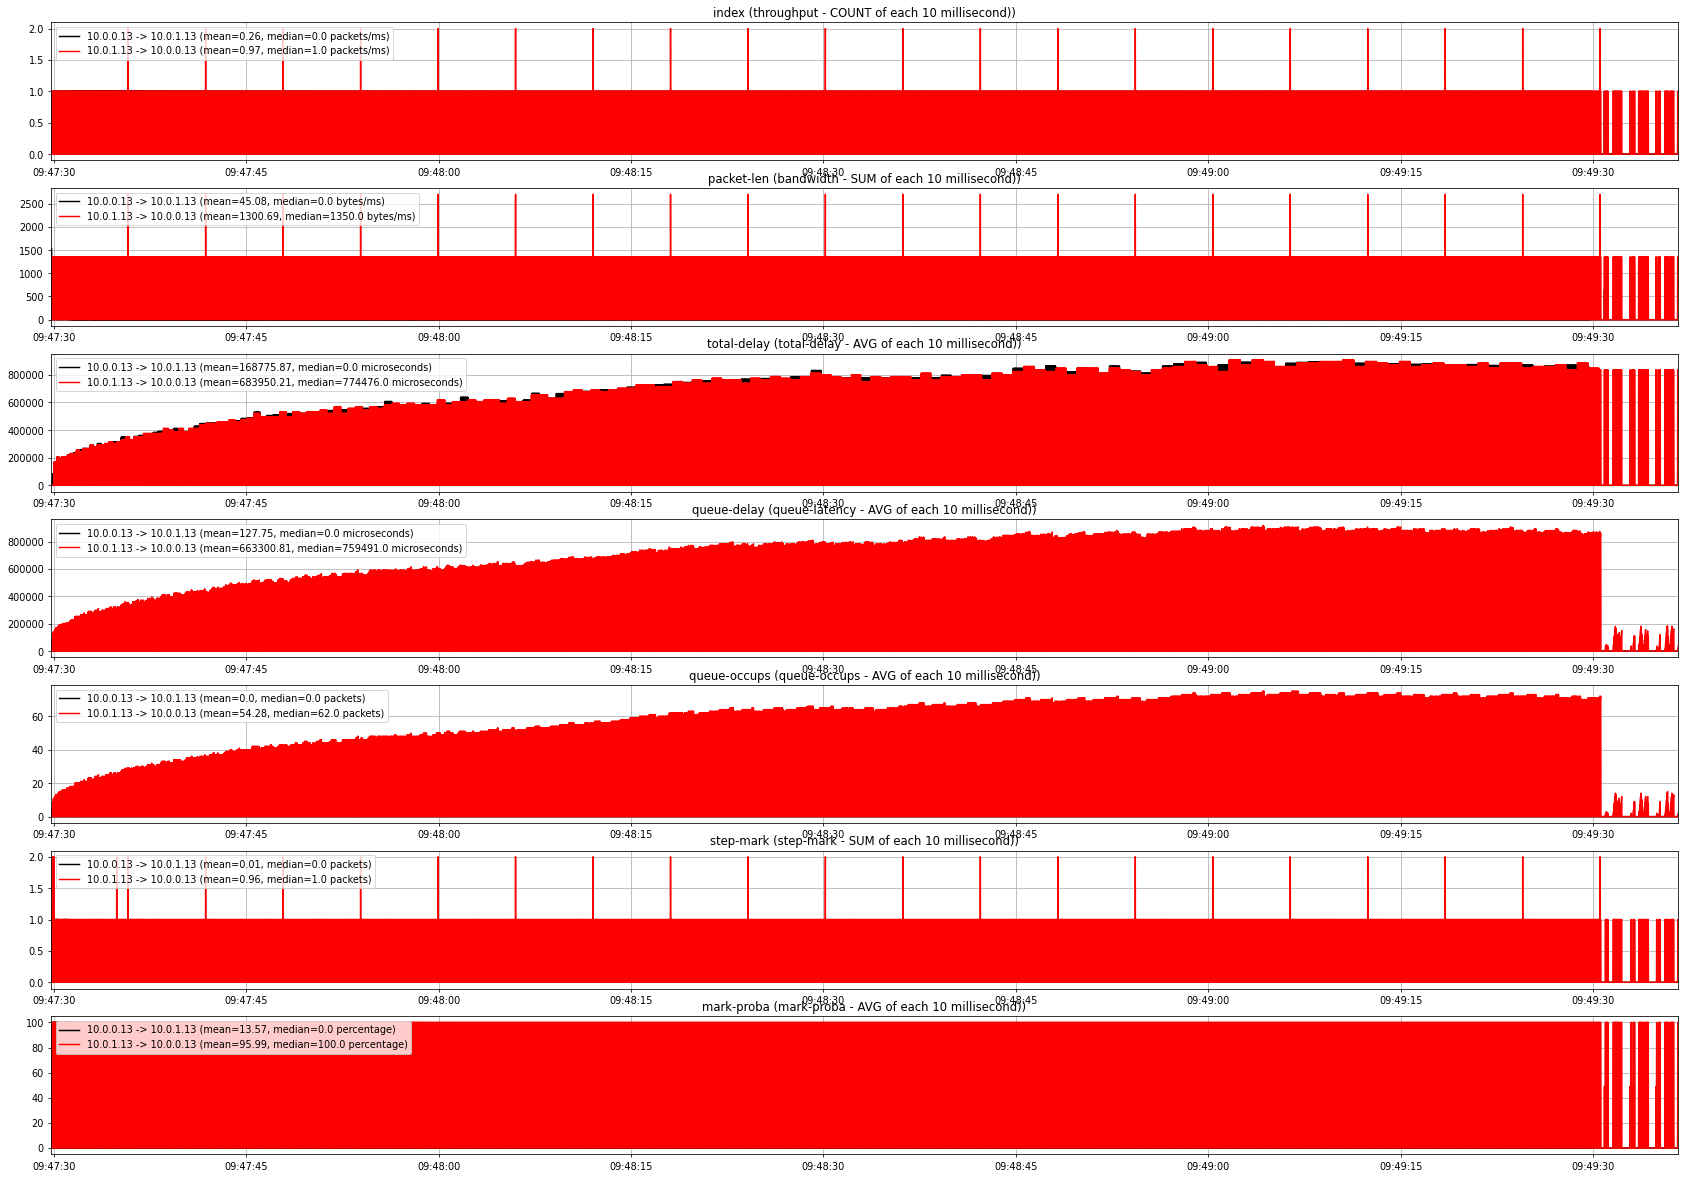 index (throughput - COUNT of each 10 millisecond))
2.0
1.5
1.0
0.5
0.0
10.0.0.13 -> 10.0.1.13 (mean=0.26, median=0.0 packets/ms)
10.0.1.13 -> 10.0.0.13 (mean=0.97, median=1.0 packets/ms)
09:47:30 09:47:45 09:48:00 09:48:15 09:48:30 09:48:45 09:49:00 09:49:15 09:49:30
packet-len (bandwidth - SUM of each 10 millisecond))
2500
2000
1500
1000
500
0
10.0.0.13 -> 10.0.1.13 (mean=45.08, median=0.0 bytes/ms)
10.0.1.13 -> 10.0.0.13 (mean=1300.69, median=1350.0 bytes/ms)
09:47:30 09:47:45 09:48:00 09:48:15 09:48:30 09:48:45 09:49:00 09:49:15 09:49:30
total-delay (total-delay - AVG of each 10 millisecond))
800000
600000
400000
200000
0
10.0.0.13 -> 10.0.1.13 (mean=168775.87, median=0.0 microseconds)
10.0.1.13 -> 10.0.0.13 (mean=683950.21, median=774476.0 microseconds)
09:47:30 09:47:45 09:48:00 09:48:15 09:48:30 09:48:45 09:49:00 09:49:15 09:49:30
queue-delay (queue-latency - AVG of each 10 millisecond))
800000
600000
400000
200000
0
10.0.0.13 -> 10.0.1.13 (mean=127.75, median=0.0 microseconds)
10.0.1.13 -> 10.0.0.13 (mean=663300.81, median=759491.0 microseconds)
09:47:30 09:47:45 09:48:00 09:48:15 09:48:30 09:48:45 09:49:00 09:49:15 09:49:30
queue-occups (queue-occups - AVG of each 10 millisecond))
60
40
20
0
10.0.0.13 -> 10.0.1.13 (mean=0.0, median=0.0 packets)
10.0.1.13 -> 10.0.0.13 (mean=54.28, median=62.0 packets)
09:47:30 09:47:45 09:48:00 09:48:15 09:48:30 09:48:45 09:49:00 09:49:15 09:49:30
step-mark (step-mark - SUM of each 10 millisecond))
2.0
1.5
1.0
0.5
0.0
10.0.0.13 -> 10.0.1.13 (mean=0.01, median=0.0 packets)
10.0.1.13 -> 10.0.0.13 (mean=0.96, median=1.0 packets)
09:47:30 09:47:45 09:48:00 09:48:15 09:48:30 09:48:45 09:49:00 09:49:15 09:49:30
mark-proba (mark-proba - AVG of each 10 millisecond))
100
80
60
40
20
0
10.0.0.13 -> 10.0.1.13 (mean=13.57, median=0.0 percentage)
10.0.1.13 -> 10.0.0.13 (mean=95.99, median=100.0 percentage)
09:47:30 09:47:45 09:48:00 09:48:15 09:48:30 09:48:45 09:49:00 09:49:15 09:49:30